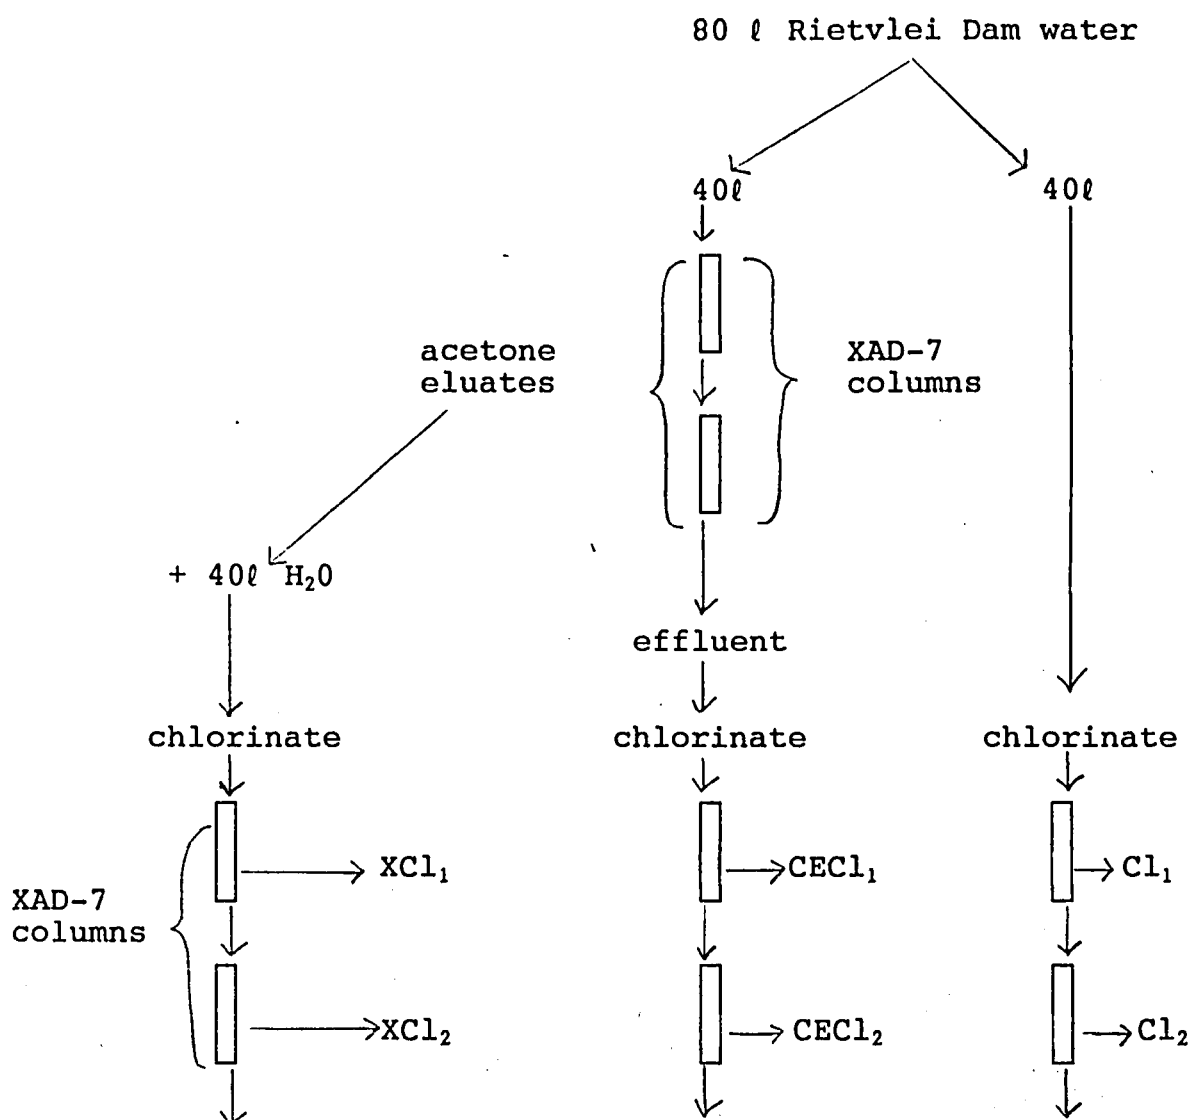 80 ℓ Rietvlei Dam water
40ℓ
40ℓ
acetone
eluates
XAD-7
columns
+ 40ℓ H₂O
effluent
chlorinate
chlorinate
chlorinate
XAD-7
columns
XCl₁
CECl₁
Cl₁
XCl₂
CECl₂
Cl₂